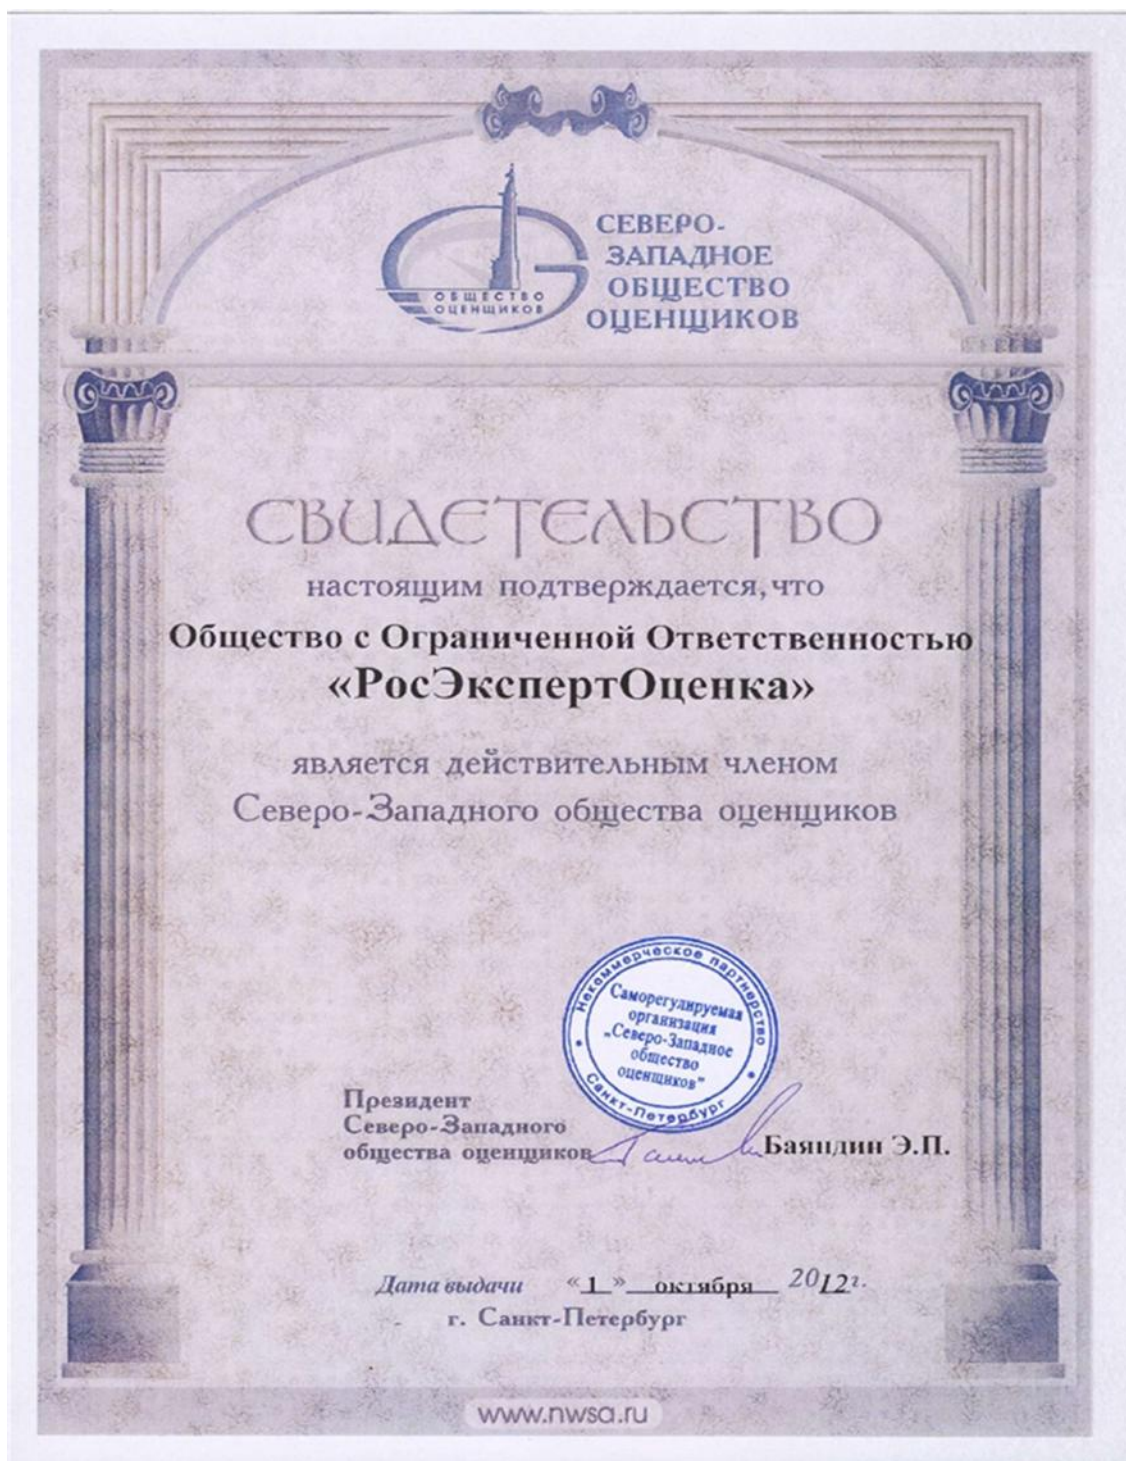 ОБЩЕСТВО
ОЦЕНЩИКОВ
СЕВЕРО-
ЗАПАДНОЕ
ОБЩЕСТВО
ОЦЕНЩИКОВ
СВИДЕТЕЛЬСТВО
настоящим подтверждается, что
Общество с Ограниченной Ответственностью
«РосЭкспертОценка»
является действительным членом
Северо-Западного общества оценщиков
Некоммерческое партнерство
Саморегулируемая
организация
„Северо-Западное
общество
оценщиков"
Санкт-Петербург
Президент
Северо-Западного
общества оценщиков
Баяндин Э.П.
Дата выдачи « 1 » октября 2012г.
г. Санкт-Петербург
www.nwsa.ru